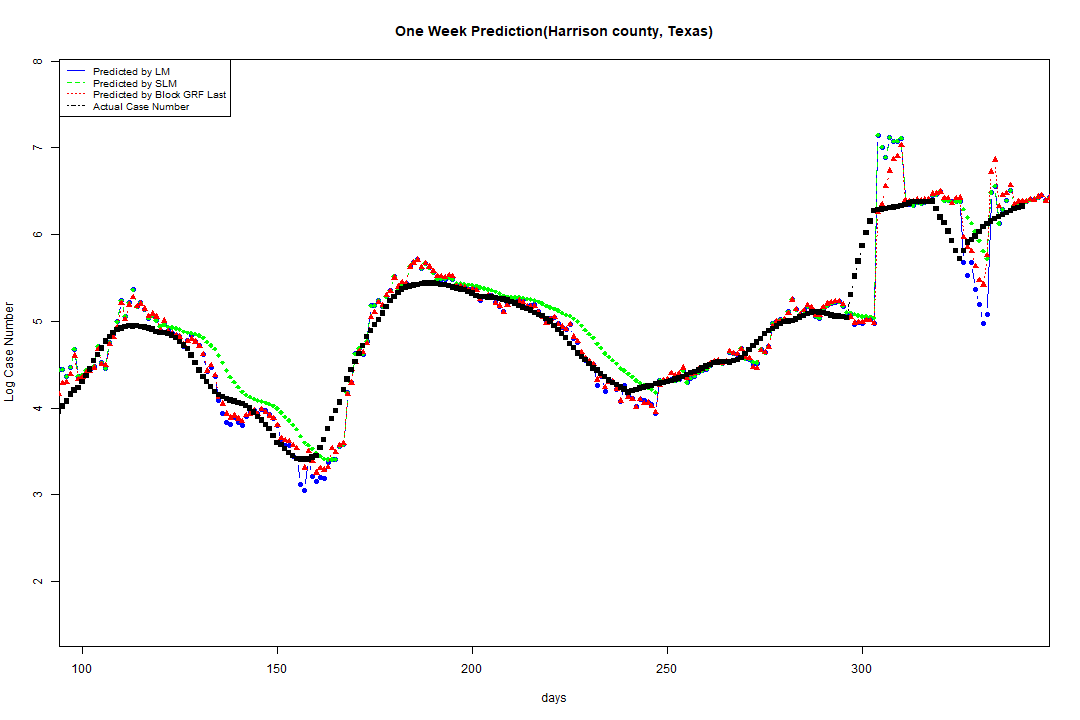 One Week Prediction(Harrison county, Texas)
Predicted by LM
Predicted by SLM
Predicted by Block GRF Last
Actual Case Number
8
7
6
5
4
3
2
Log Case Number
100 150 200 250 300
days